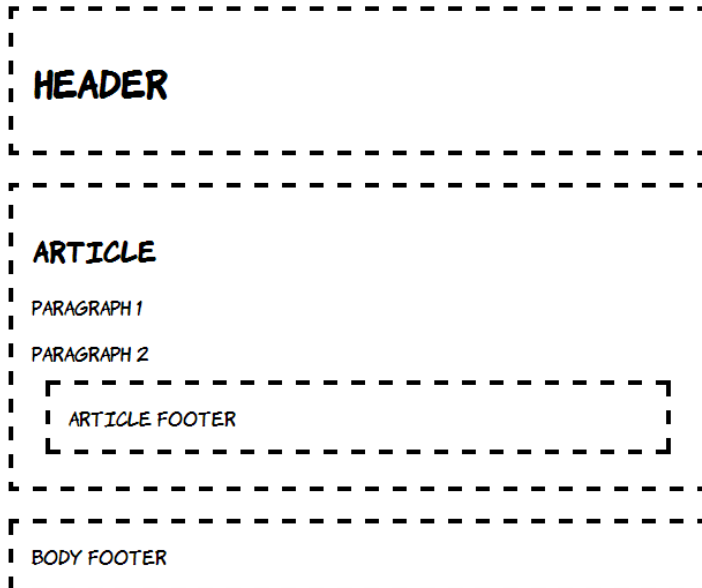 HEADER
ARTICLE
PARAGRAPH 1
PARAGRAPH 2
ARTICLE FOOTER
BODY FOOTER